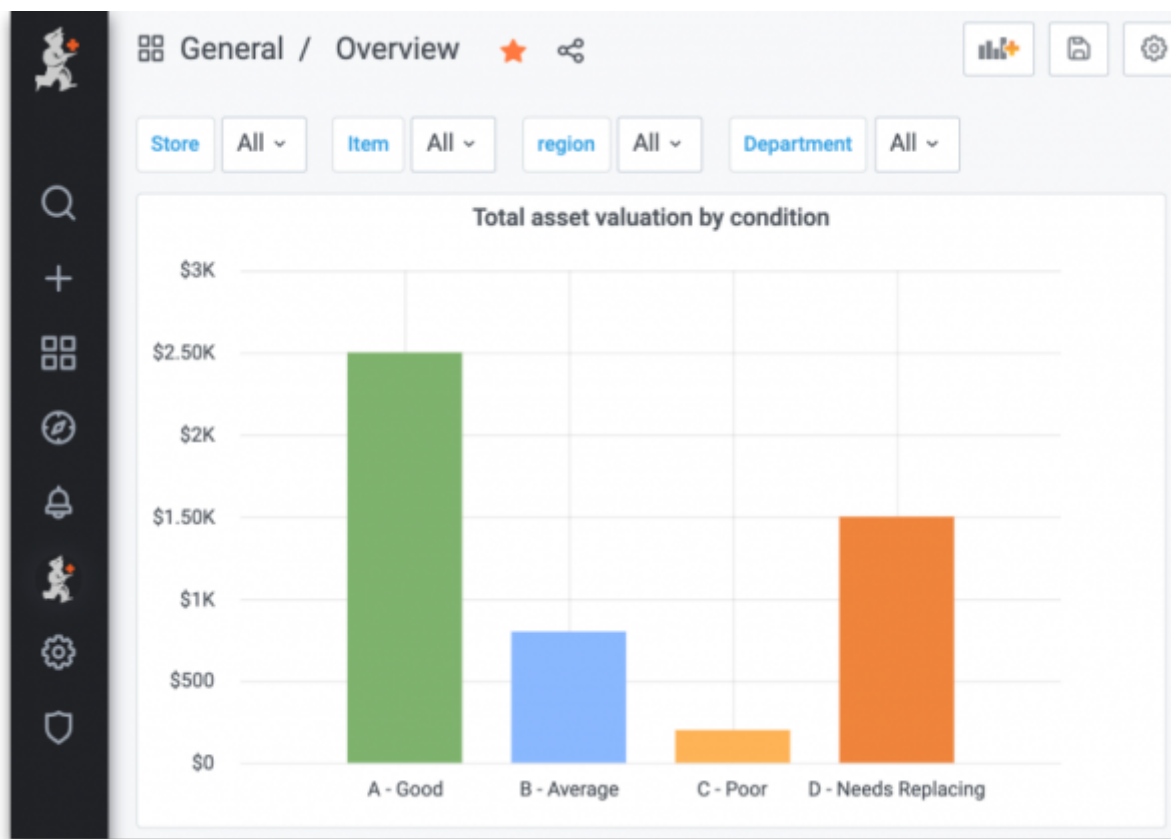 General / Overview
Store All Item All region All Department All
Total asset valuation by condition
$3K
$2.50K
$2K
$1.50K
$1K
$500
$0
A - Good B - Average C - Poor D - Needs Replacing